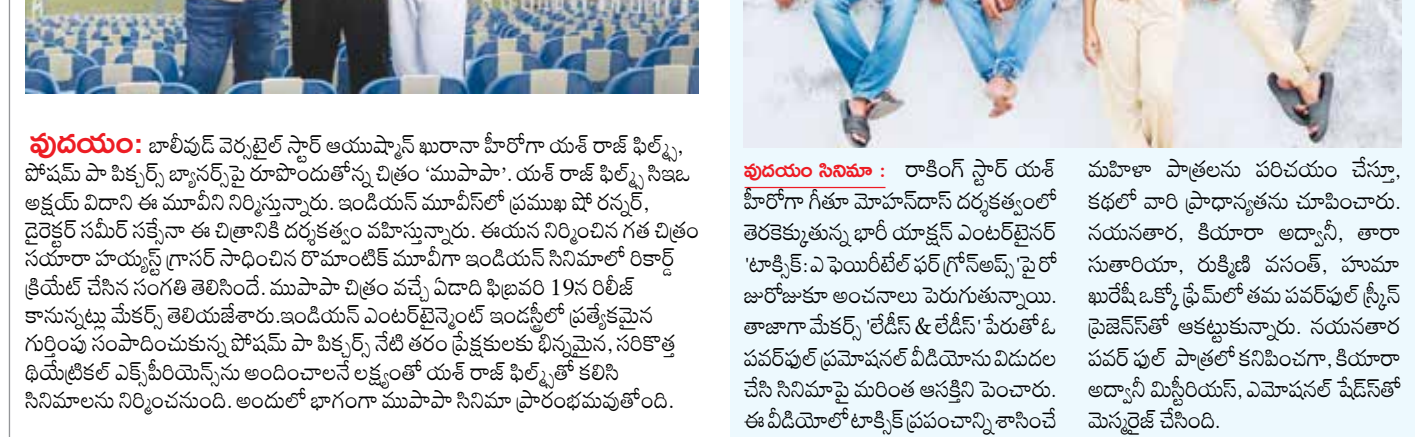 వుదయం: బాలీవుడ్ వెర్సటైల్ స్టార్ ఆయుష్మాన్ ఖురానా హీరోగా యశ్ రాజ్ ఫిల్మ్స్,
పోషమ్ పా పిక్చర్స్ బ్యానర్స్‌పై రూపొందుతోన్న చిత్రం ‘ముపాపా’. యశ్ రాజ్ ఫిల్మ్స్ సిఇఒ
అక్షయ్ విదాని ఈ మూవీని నిర్మిస్తున్నారు. ఇండియన్ మూవీస్‌లో ప్రముఖ షో రన్నర్,
డైరెక్టర్ సమీర్ సక్సేనా ఈ చిత్రానికి దర్శకత్వం వహిస్తున్నారు. ఈయన నిర్మించిన గత చిత్రం
సయారా హయ్యస్ట్ గ్రాసర్ సాధించిన రొమాంటిక్ మూవీగా ఇండియన్ సినిమాలో రికార్డ్
క్రియేట్ చేసిన సంగతి తెలిసిందే. ముపాపా చిత్రం వచ్చే ఏడాది ఫిబ్రవరి 19న రిలీజ్
కానున్నట్లు మేకర్స్ తెలియజేశారు.ఇండియన్ ఎంటర్‌టైన్మెంట్ ఇండస్ట్రీలో ప్రత్యేకమైన
గుర్తింపు సంపాదించుకున్న పోషమ్ పా పిక్చర్స్ నేటి తరం ప్రేక్షకులకు భిన్నమైన, సరికొత్త
థియేట్రికల్ ఎక్స్‌పీరియెన్స్‌ను అందించాలనే లక్ష్యంతో యశ్ రాజ్ ఫిల్మ్స్‌తో కలిసి
సినిమాలను నిర్మించనుంది. అందులో భాగంగా ముపాపా సినిమా ప్రారంభమవుతోంది.
వుదయం సినిమా : రాకింగ్ స్టార్ యశ్
హీరోగా గీతూ మోహన్‌దాస్ దర్శకత్వంలో
తెరకెక్కుతున్న భారీ యాక్షన్ ఎంటర్‌టైనర్
'టాక్సిక్: ఎ ఫెయిరీటేల్ ఫర్ గ్రోన్అప్స్' పై రో
జురోజుకూ అంచనాలు పెరుగుతున్నాయి.
తాజాగా మేకర్స్ 'లేడీస్ & లేడీస్' పేరుతో ఓ
పవర్‌ఫుల్ ప్రమోషనల్ వీడియోను విడుదల
చేసి సినిమాపై మరింత ఆసక్తిని పెంచారు.
ఈ వీడియోలో టాక్సిక్ ప్రపంచాన్ని శాసించే
మహిళా పాత్రలను పరిచయం చేస్తూ,
కథలో వారి ప్రాధాన్యతను చూపించారు.
నయనతార, కియారా అద్వానీ, తారా
సుతారియా, రుక్మిణి వసంత్, హుమా
ఖురేషీ ఒక్కో ఫ్రేమ్‌లో తమ పవర్‌ఫుల్ స్క్రీన్
ప్రెజెన్స్‌తో ఆకట్టుకున్నారు. నయనతార
పవర్ ఫుల్ పాత్రలో కనిపించగా, కియారా
అద్వానీ మిస్టీరియస్, ఎమోషనల్ షేడ్స్‌తో
మెస్మరైజ్ చేసింది.